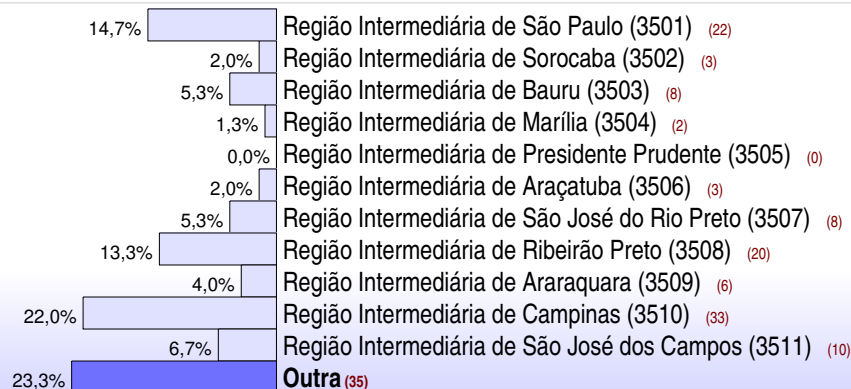 14,7% Região Intermediária de São Paulo (3501) (22)
2,0% Região Intermediária de Sorocaba (3502) (3)
5,3% Região Intermediária de Bauru (3503) (8)
1,3% Região Intermediária de Marília (3504) (2)
0,0% Região Intermediária de Presidente Prudente (3505) (0)
2,0% Região Intermediária de Araçatuba (3506) (3)
5,3% Região Intermediária de São José do Rio Preto (3507) (8)
13,3% Região Intermediária de Ribeirão Preto (3508) (20)
4,0% Região Intermediária de Araraquara (3509) (6)
22,0% Região Intermediária de Campinas (3510) (33)
6,7% Região Intermediária de São José dos Campos (3511) (10)
23,3% Outra (35)